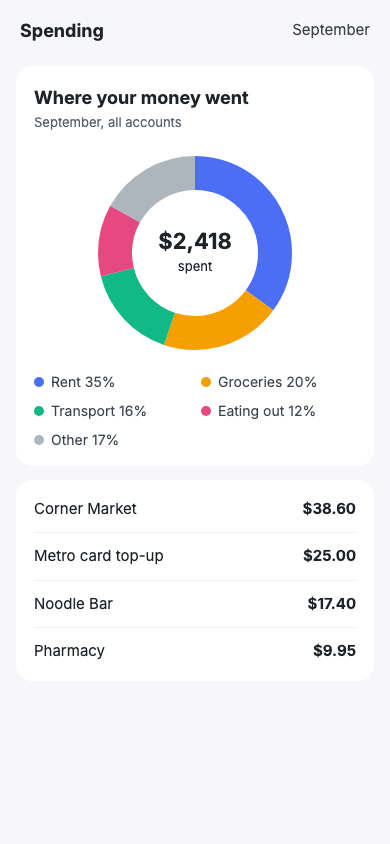 Spending
September
Where your money went
September, all accounts
$2,418
spent
Rent 35%
Groceries 20%
Transport 16%
Eating out 12%
Other 17%
Corner Market $38.60
Metro card top-up $25.00
Noodle Bar $17.40
Pharmacy $9.95